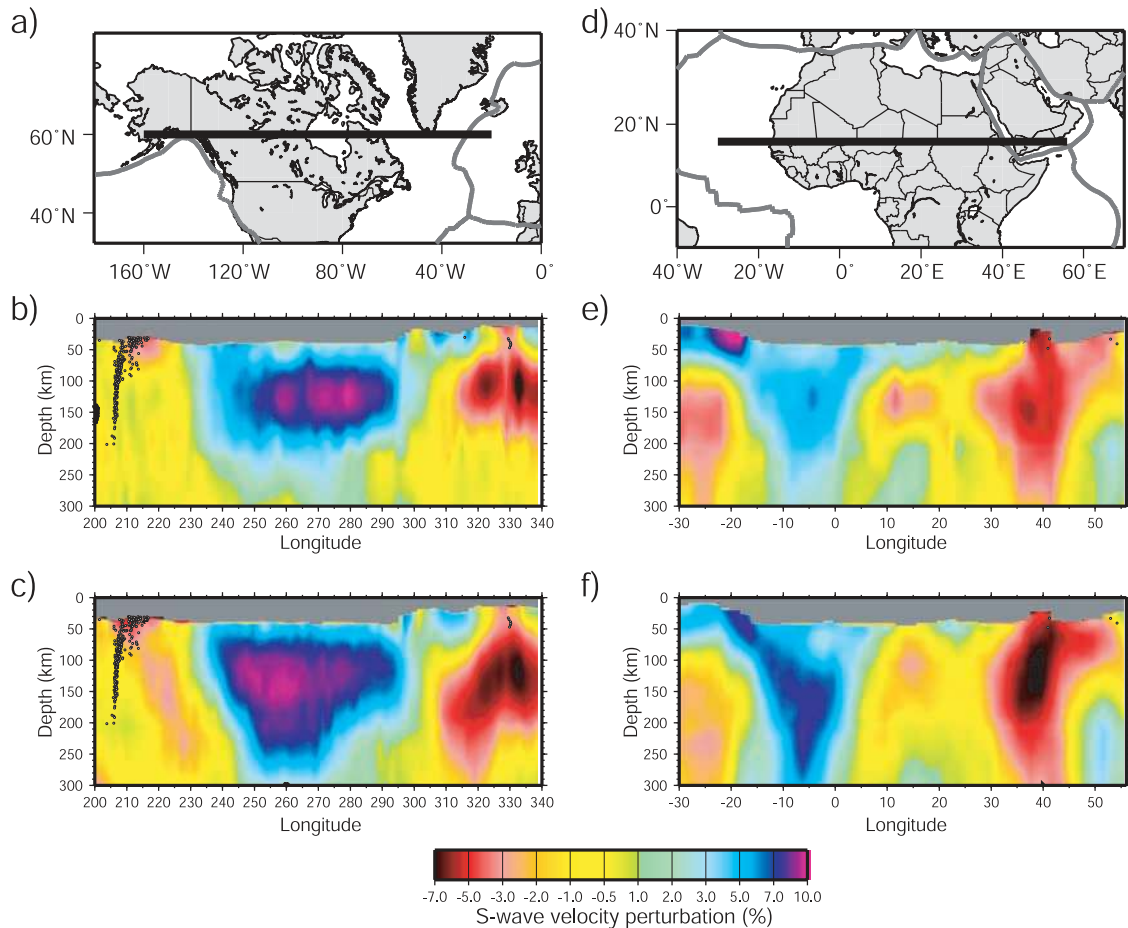 a)
60˚N
40˚N
160˚W 120˚W 80˚W 40˚W 0˚
d)
40˚N
20˚N
0˚
40˚W 20˚W 0˚ 20˚E 40˚E 60˚E
b)
Depth (km)
0
50
100
150
200
250
300
200 210 220 230 240 250 260 270 280 290 300 310 320 330 340
Longitude
e)
Depth (km)
0
50
100
150
200
250
300
-30 -20 -10 0 10 20 30 40 50
Longitude
c)
Depth (km)
0
50
100
150
200
250
300
200 210 220 230 240 250 260 270 280 290 300 310 320 330 340
Longitude
f)
Depth (km)
0
50
100
150
200
250
300
-30 -20 -10 0 10 20 30 40 50
Longitude
-7.0 -5.0 -3.0 -2.0 -1.0 -0.5 1.0 2.0 3.0 5.0 7.0 10.0
S-wave velocity perturbation (%)